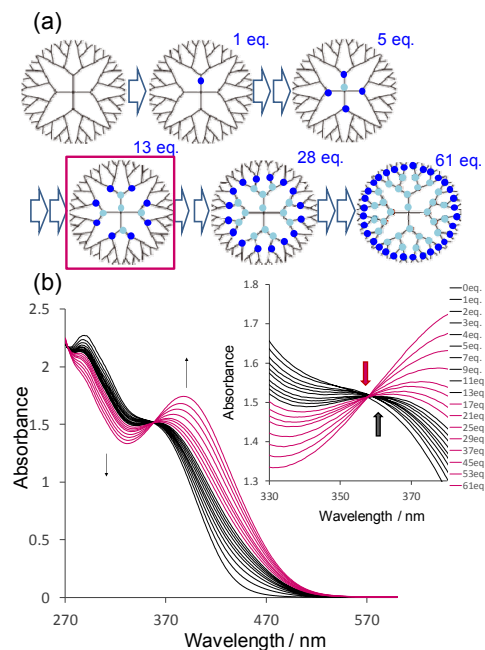 (a)
1 eq.
5 eq.
13 eq.
28 eq.
61 eq.
(b)
2.5
2
1.5
1
0.5
0
270
370
470
570
Absorbance
Wavelength / nm
1.8
1.7
1.6
1.5
1.4
1.3
330
350
370
Absorbance
Wavelength / nm
0eq.
1eq.
2eq.
3eq.
4eq.
5eq.
7eq.
9eq.
11eq
13eq
17eq
21eq
25eq
29eq
37eq
45eq
53eq
61eq